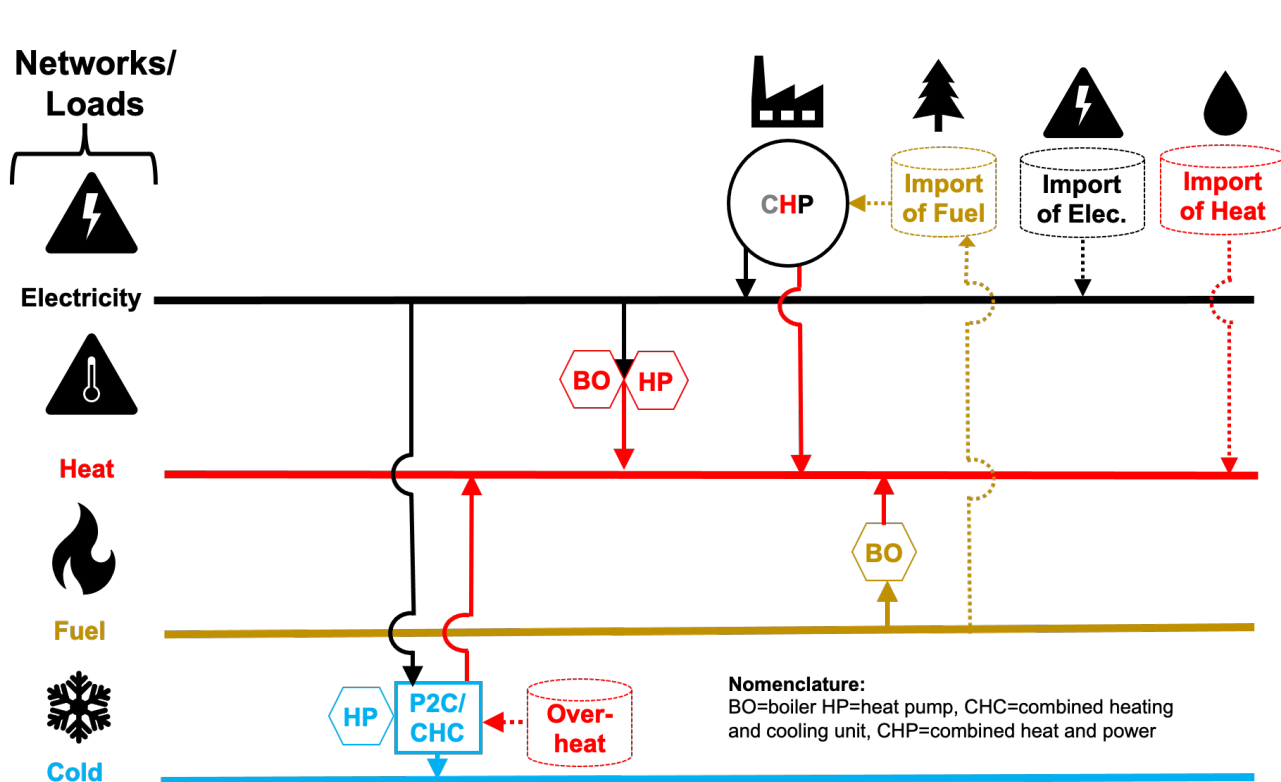 Networks/
Loads
CHP
Import
of Fuel
Import
of Elec.
Import
of Heat
Electricity
BO
HP
Heat
BO
Fuel
HP
P2C/
CHC
Over-
heat
Nomenclature:
BO=boiler HP=heat pump, CHC=combined heating
and cooling unit, CHP=combined heat and power
Cold